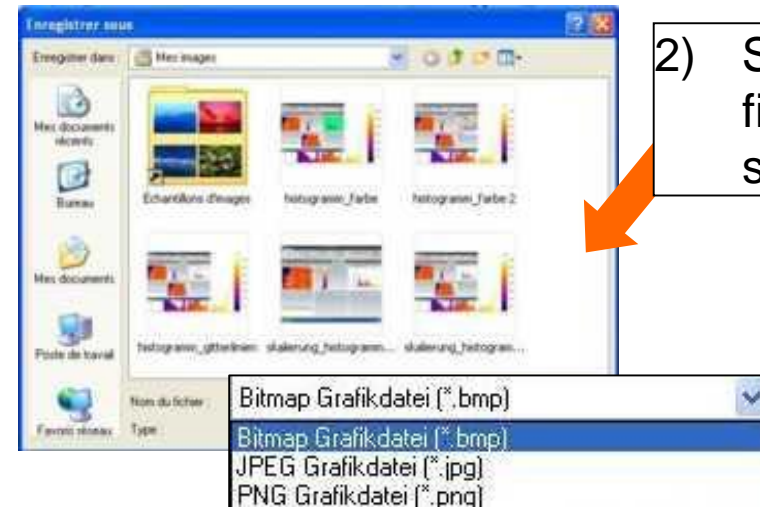 Enregistrer sous
Enregistrer dans :
Mes images
Mes documents
récents
Bureau
Mes documents
Poste de travail
Favoris réseau
Echantillons d'images
histogramm_farbe
histogramm_farbe 2
histogramm_gitterlinien
skalierung_histogramm...
skalierung_histogram...
Nom du fichier :
Type :
Bitmap Grafikdatei (*.bmp)
Bitmap Grafikdatei (*.bmp)
JPEG Grafikdatei (*.jpg)
PNG Grafikdatei (*.png)
2) S
fi
s